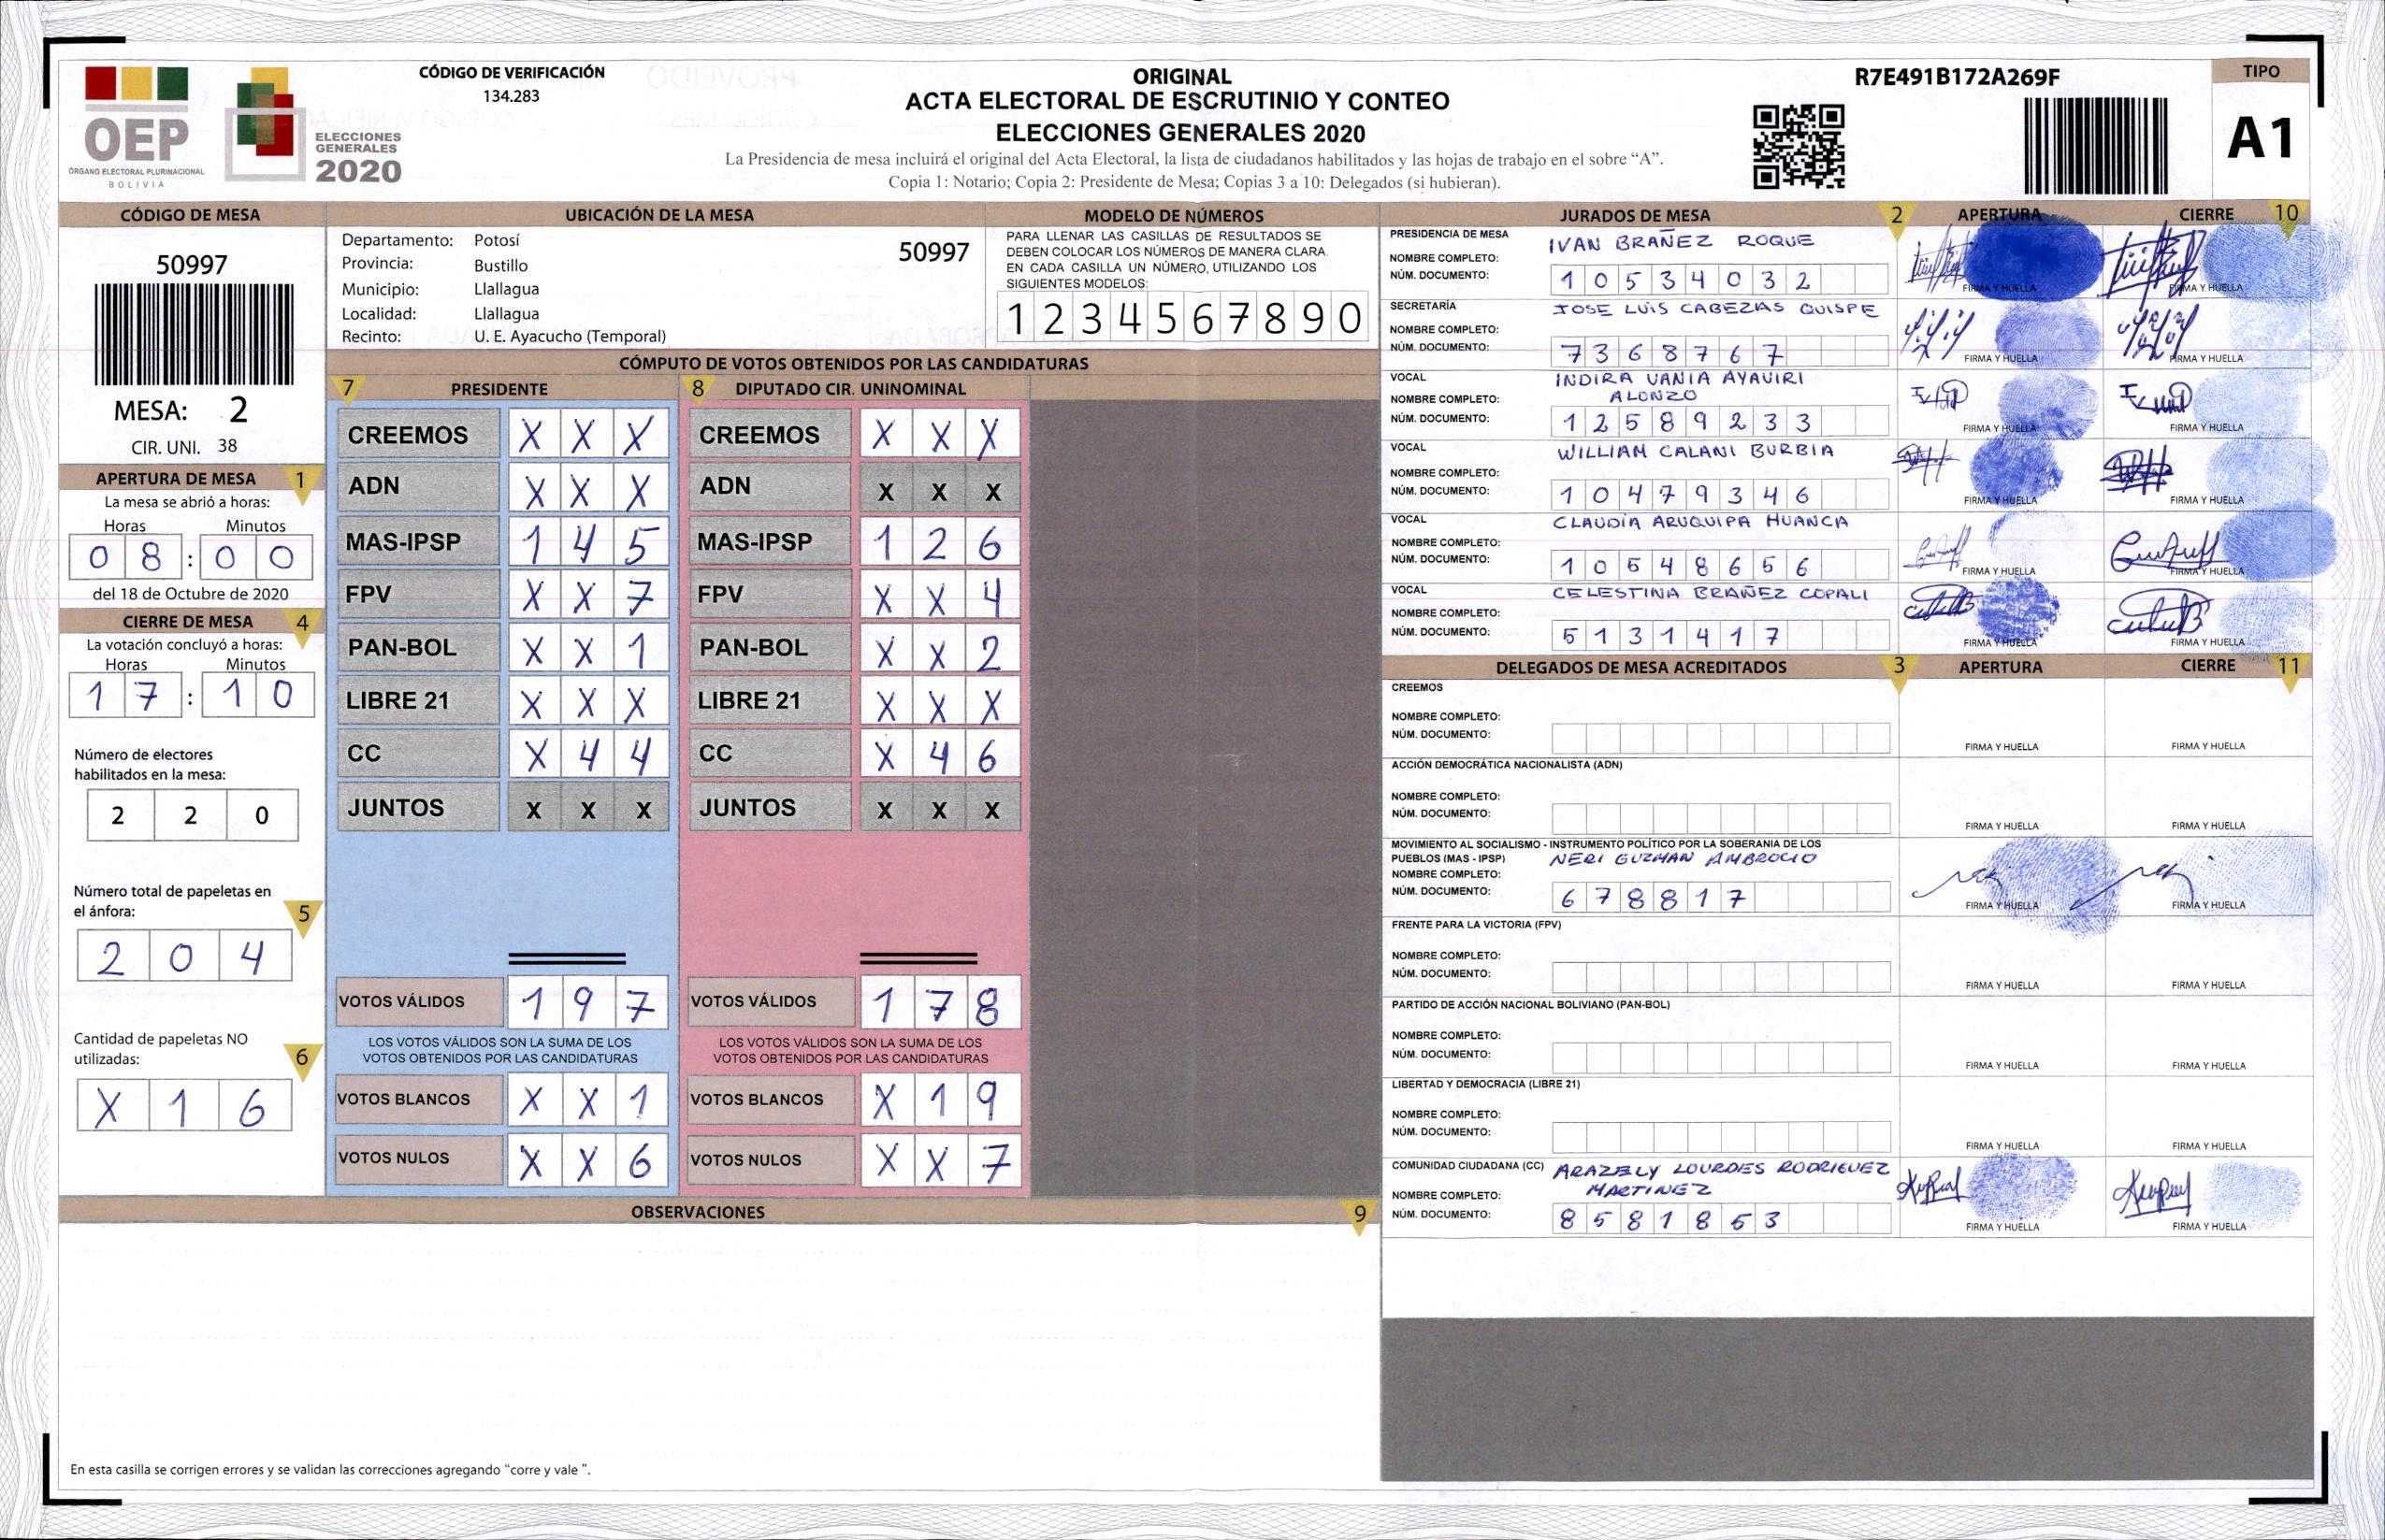 OEP
ÓRGANO ELECTORAL PLURINACIONAL
BOLIVIA
ELECCIONES
GENERALES
2020
CÓDIGO DE VERIFICACIÓN
134.283
ORIGINAL
ACTA ELECTORAL DE ESCRUTINIO Y CONTEO
ELECCIONES GENERALES 2020
La Presidencia de mesa incluirá el original del Acta Electoral, la lista de ciudadanos habilitados y las hojas de trabajo en el sobre “A”.
Copia 1: Notario; Copia 2: Presidente de Mesa; Copias 3 a 10: Delegados (si hubieran).
R7E491B172A269F
TIPO
A1
CÓDIGO DE MESA
50997
MESA: 2
CIR. UNI. 38
APERTURA DE MESA 1
La mesa se abrió a horas:
Horas Minutos
0 8 : 0 0
del 18 de Octubre de 2020
CIERRE DE MESA 4
La votación concluyó a horas:
Horas Minutos
1 7 : 1 0
Número de electores
habilitados en la mesa:
2 2 0
Número total de papeletas en
el ánfora: 5
2 0 4
Cantidad de papeletas NO
utilizadas: 6
X 1 6
UBICACIÓN DE LA MESA
Departamento: Potosí 50997
Provincia: Bustillo
Municipio: Llallagua
Localidad: Llallagua
Recinto: U. E. Ayacucho (Temporal)
MODELO DE NÚMEROS
PARA LLENAR LAS CASILLAS DE RESULTADOS SE
DEBEN COLOCAR LOS NÚMEROS DE MANERA CLARA.
EN CADA CASILLA UN NÚMERO, UTILIZANDO LOS
SIGUIENTES MODELOS:
1 2 3 4 5 6 7 8 9 0
CÓMPUTO DE VOTOS OBTENIDOS POR LAS CANDIDATURAS
7 PRESIDENTE 8 DIPUTADO CIR. UNINOMINAL
CREEMOS X X X CREEMOS X X X
ADN X X X ADN X X X
MAS-IPSP 1 4 5 MAS-IPSP 1 2 6
FPV X X 7 FPV X X 4
PAN-BOL X X 1 PAN-BOL X X 2
LIBRE 21 X X X LIBRE 21 X X X
CC X 4 4 CC X 4 6
JUNTOS X X X JUNTOS X X X
VOTOS VÁLIDOS 1 9 7 VOTOS VÁLIDOS 1 7 8
LOS VOTOS VÁLIDOS SON LA SUMA DE LOS LOS VOTOS VÁLIDOS SON LA SUMA DE LOS
VOTOS OBTENIDOS POR LAS CANDIDATURAS VOTOS OBTENIDOS POR LAS CANDIDATURAS
VOTOS BLANCOS X X 1 VOTOS BLANCOS X 1 9
VOTOS NULOS X X 6 VOTOS NULOS X X 7
OBSERVACIONES 9
En esta casilla se corrigen errores y se validan las correcciones agregando “corre y vale ”.
JURADOS DE MESA 2 APERTURA CIERRE 10
PRESIDENCIA DE MESA IVAN BRAÑEZ ROQUE
NOMBRE COMPLETO:
NÚM. DOCUMENTO: 1 0 5 3 4 0 3 2
FIRMA Y HUELLA FIRMA Y HUELLA
SECRETARÍA JOSE LUIS CABEZAS QUISPE
NOMBRE COMPLETO:
NÚM. DOCUMENTO: 7 3 6 8 7 6 7
FIRMA Y HUELLA FIRMA Y HUELLA
VOCAL INDIRA VANIA AYAVIRI
NOMBRE COMPLETO: ALONZO
NÚM. DOCUMENTO: 1 2 5 8 9 2 3 3
FIRMA Y HUELLA FIRMA Y HUELLA
VOCAL WILLIAM CALANI BURBIA
NOMBRE COMPLETO:
NÚM. DOCUMENTO: 1 0 4 7 9 3 4 6
FIRMA Y HUELLA FIRMA Y HUELLA
VOCAL CLAUDIA ARUQUIPA HUANCA
NOMBRE COMPLETO:
NÚM. DOCUMENTO: 1 0 5 4 8 6 5 6
FIRMA Y HUELLA FIRMA Y HUELLA
VOCAL CELESTINA BRAÑEZ COPALI
NOMBRE COMPLETO:
NÚM. DOCUMENTO: 5 1 3 1 4 1 7
FIRMA Y HUELLA FIRMA Y HUELLA
DELEGADOS DE MESA ACREDITADOS 3 APERTURA CIERRE 11
CREEMOS
NOMBRE COMPLETO:
NÚM. DOCUMENTO:
FIRMA Y HUELLA FIRMA Y HUELLA
ACCIÓN DEMOCRÁTICA NACIONALISTA (ADN)
NOMBRE COMPLETO:
NÚM. DOCUMENTO:
FIRMA Y HUELLA FIRMA Y HUELLA
MOVIMIENTO AL SOCIALISMO - INSTRUMENTO POLÍTICO POR LA SOBERANIA DE LOS
PUEBLOS (MAS - IPSP) NERI GUZMAN AMBROCIO
NOMBRE COMPLETO:
NÚM. DOCUMENTO: 6 7 8 8 1 7
FIRMA Y HUELLA FIRMA Y HUELLA
FRENTE PARA LA VICTORIA (FPV)
NOMBRE COMPLETO:
NÚM. DOCUMENTO:
FIRMA Y HUELLA FIRMA Y HUELLA
PARTIDO DE ACCIÓN NACIONAL BOLIVIANO (PAN-BOL)
NOMBRE COMPLETO:
NÚM. DOCUMENTO:
FIRMA Y HUELLA FIRMA Y HUELLA
LIBERTAD Y DEMOCRACIA (LIBRE 21)
NOMBRE COMPLETO:
NÚM. DOCUMENTO:
FIRMA Y HUELLA FIRMA Y HUELLA
COMUNIDAD CIUDADANA (CC) ARAZELY LOURDES RODRIGUEZ
NOMBRE COMPLETO: MARTINEZ
NÚM. DOCUMENTO: 8 5 8 1 8 5 3
FIRMA Y HUELLA FIRMA Y HUELLA